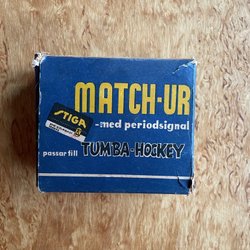 MATCH-UR
STIGA
-med periodsignal
passar till TUMBA-HOCKEY